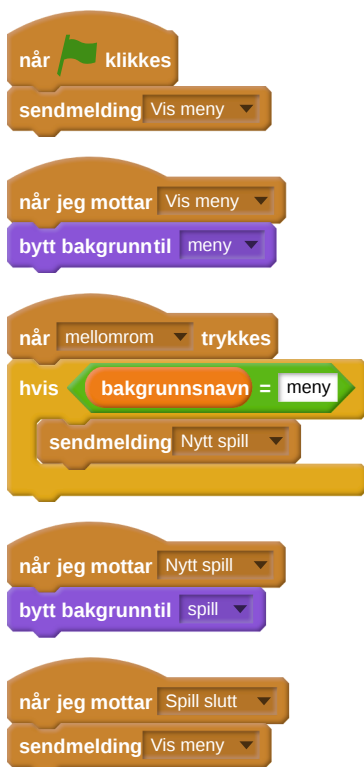 når klikkes
sendmelding Vis meny
når jeg mottar Vis meny
bytt bakgrunn til meny
når mellomrom trykkes
hvis bakgrunnsnavn = meny
sendmelding Nytt spill
når jeg mottar Nytt spill
bytt bakgrunn til spill
når jeg mottar Spill slutt
sendmelding Vis meny